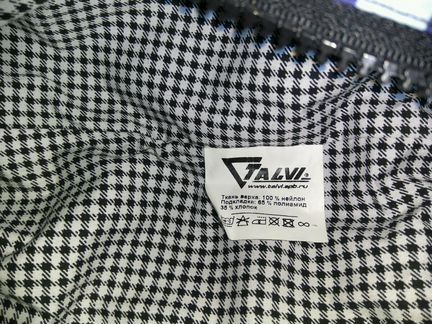 TALVI
www.talvi.spb.ru
Ткань верха: 100 % нейлон
Подкладка: 65 % полиамид
35 % хлопок